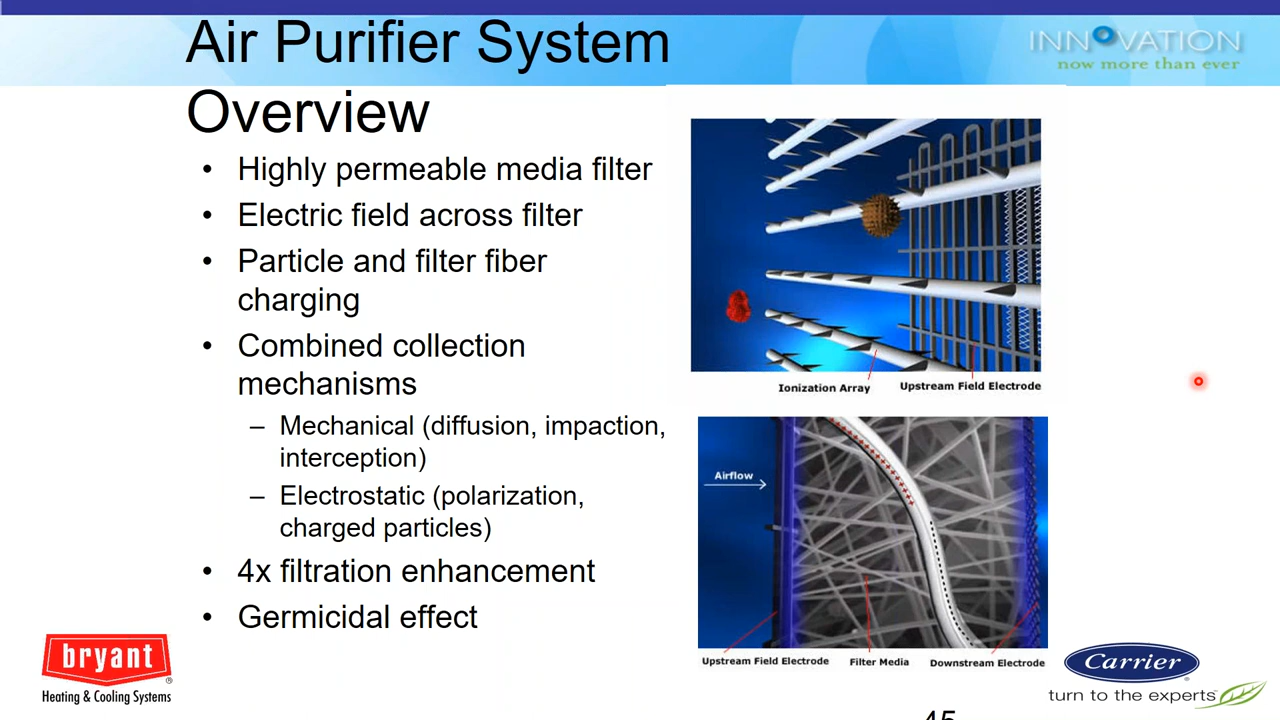 Air Purifier System
Overview
INNOVATION
now more than ever
• Highly permeable media filter
• Electric field across filter
• Particle and filter fiber
charging
• Combined collection
mechanisms
– Mechanical (diffusion, impaction,
interception)
– Electrostatic (polarization,
charged particles)
• 4x filtration enhancement
• Germicidal effect
Ionization Array
Upstream Field Electrode
Airflow
Upstream Field Electrode
Filter Media
Downstream Electrode
bryant
®
Heating & Cooling Systems
Carrier
turn to the experts
45